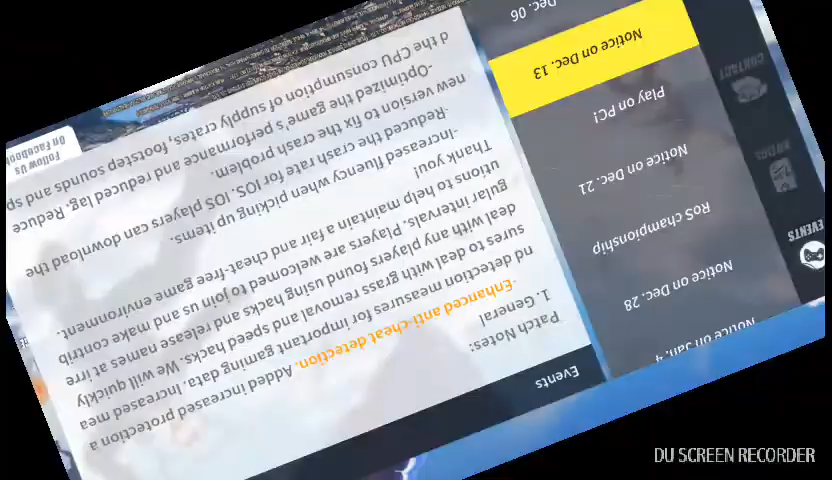 EVENTS
BRIDGE
CONTACT
Notice on Jan. 4
Notice on Dec. 28
RoS championship
Notice on Dec. 21
Play on PC!
Notice on Dec. 13
Dec. 06
Events
Patch Notes:
1. General
-Enhanced anti-cheat detection. Added increased protection a
nd detection measures for important gaming data. Increased mea
sures to deal with grass removal and speed hacks. We will quickly
deal with any players found using hacks and release names at irre
gular intervals. Players are welcomed to join us and make contrib
utions to help maintain a fair and cheat-free game environment.
Thank you!
-Increased fluency when picking up items.
-Reduced the crash rate for IOS. IOS players can download the
new version to fix the crash problem.
-Optimized the game's performance and reduced lag. Reduce
d the CPU consumption of supply crates, footstep sounds and sp
Follow Us
On Facebook
DU SCREEN RECORDER